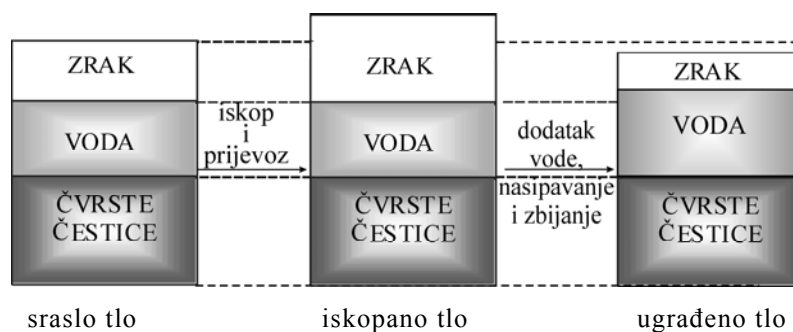 ZRAK
VODA
ČVRSTE
ČESTICE
sraslo tlo
iskop
i
prijevoz
ZRAK
VODA
ČVRSTE
ČESTICE
iskopano tlo
dodatak
vode,
nasipavanje
i zbijanje
ZRAK
VODA
ČVRSTE
ČESTICE
ugrađeno tlo